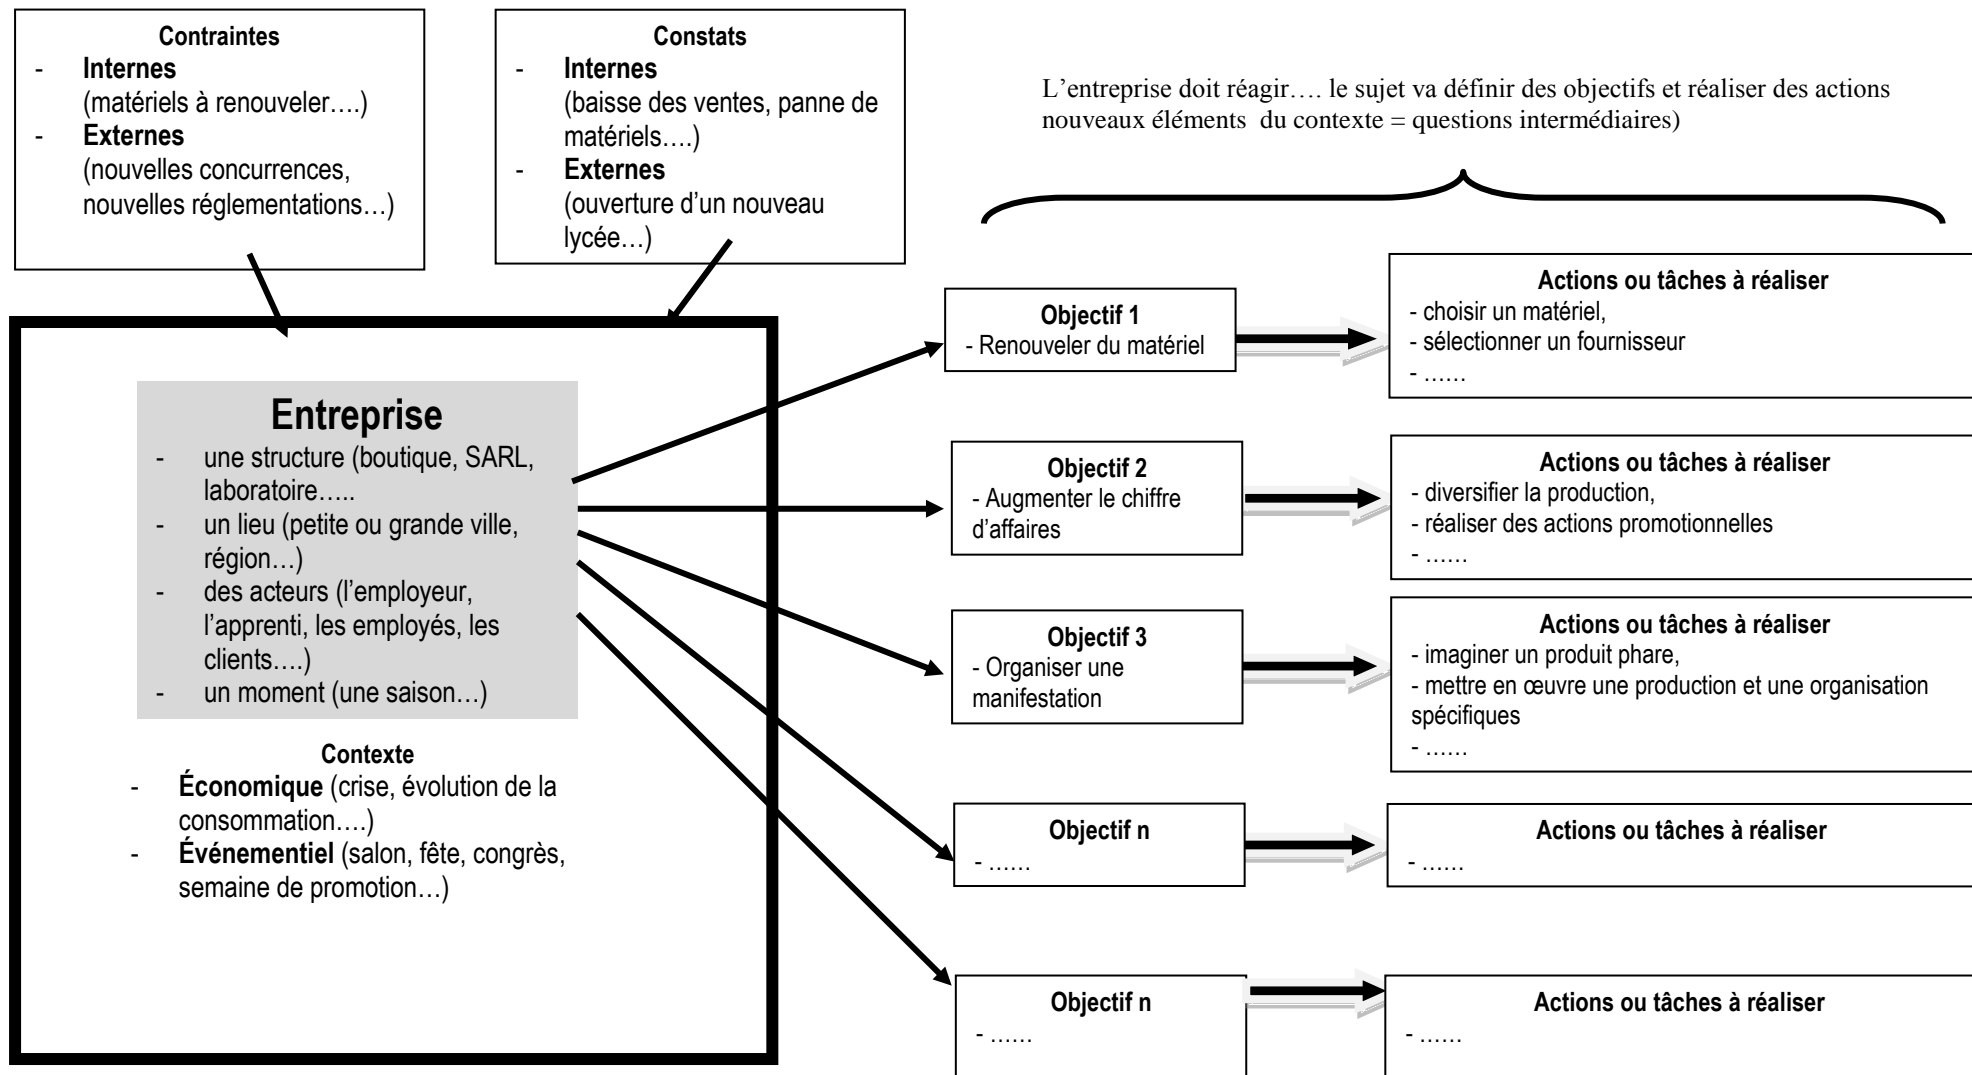 Contraintes
- Internes
(matériels à renouveler….)
- Externes
(nouvelles concurrences,
nouvelles réglementations…)
Constats
- Internes
(baisse des ventes, panne de
matériels….)
- Externes
(ouverture d’un nouveau
lycée…)
L’entreprise doit réagir…. le sujet va définir des objectifs et réaliser des actions
nouveaux éléments du contexte = questions intermédiaires)
Entreprise
- une structure (boutique, SARL,
laboratoire…..
- un lieu (petite ou grande ville,
région…)
- des acteurs (l’employeur,
l’apprenti, les employés, les
clients….)
- un moment (une saison…)
Contexte
- Économique (crise, évolution de la
consommation….)
- Événementiel (salon, fête, congrès,
semaine de promotion…)
Objectif 1
- Renouveler du matériel
Actions ou tâches à réaliser
- choisir un matériel,
- sélectionner un fournisseur
- ……
Objectif 2
- Augmenter le chiffre
d’affaires
Actions ou tâches à réaliser
- diversifier la production,
- réaliser des actions promotionnelles
- ……
Objectif 3
- Organiser une
manifestation
Actions ou tâches à réaliser
- imaginer un produit phare,
- mettre en œuvre une production et une organisation
spécifiques
- ……
Objectif n
- ……
Actions ou tâches à réaliser
- ……
Objectif n
- ……
Actions ou tâches à réaliser
- ……